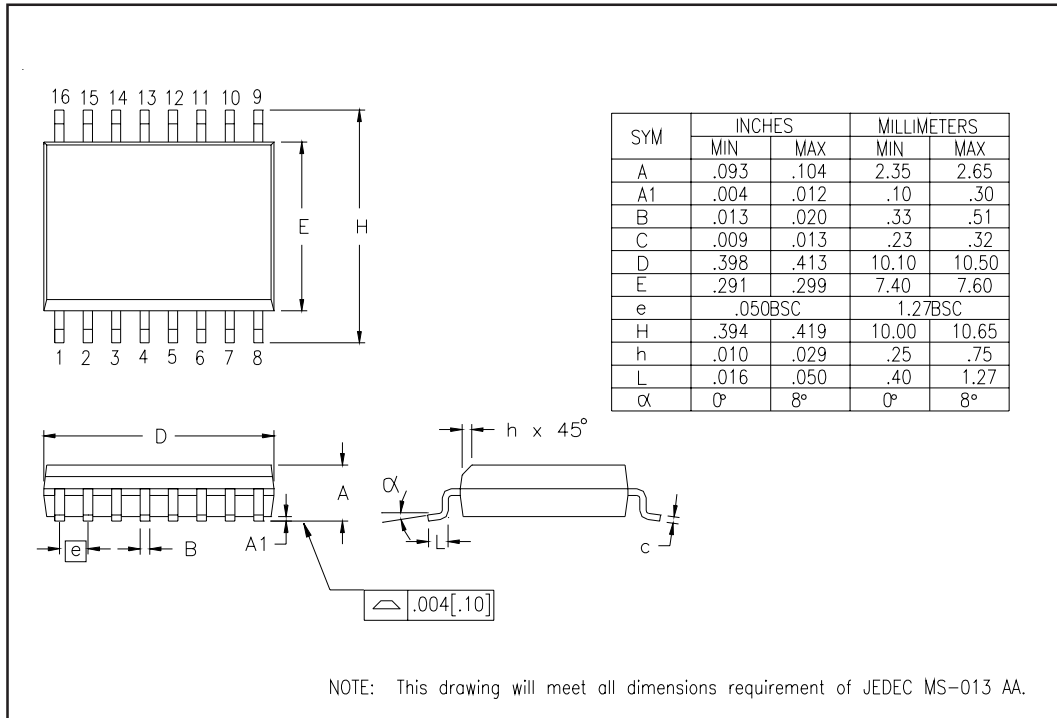 16 15 14 13 12 11 10 9
E
H
1 2 3 4 5 6 7 8
SYM INCHES MILLIMETERS
MIN MAX MIN MAX
A .093 .104 2.35 2.65
A1 .004 .012 .10 .30
B .013 .020 .33 .51
C .009 .013 .23 .32
D .398 .413 10.10 10.50
E .291 .299 7.40 7.60
e .050BSC 1.27BSC
H .394 .419 10.00 10.65
h .010 .029 .25 .75
L .016 .050 .40 1.27
α 0° 8° 0° 8°
D
h x 45°
A
α
e
B
A1
L
c
.004[.10]
NOTE: This drawing will meet all dimensions requirement of JEDEC MS-013 AA.